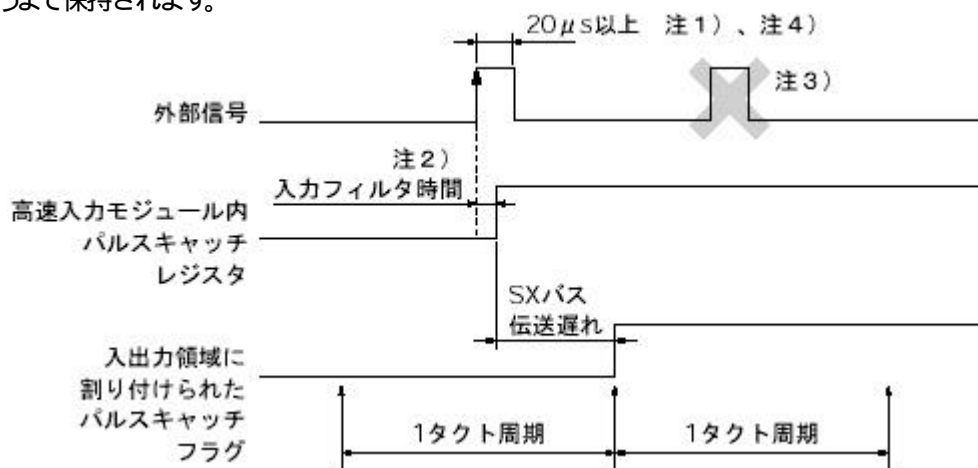 つまで保持されます。
20μs以上 注1）、注4）
注3）
外部信号
注2）
入力フィルタ時間
高速入力モジュール内
パルスキャッチ
レジスタ
SXバス
伝送遅れ
入出力領域に
割り付けられた
パルスキャッチ
フラグ
1タクト周期
1タクト周期